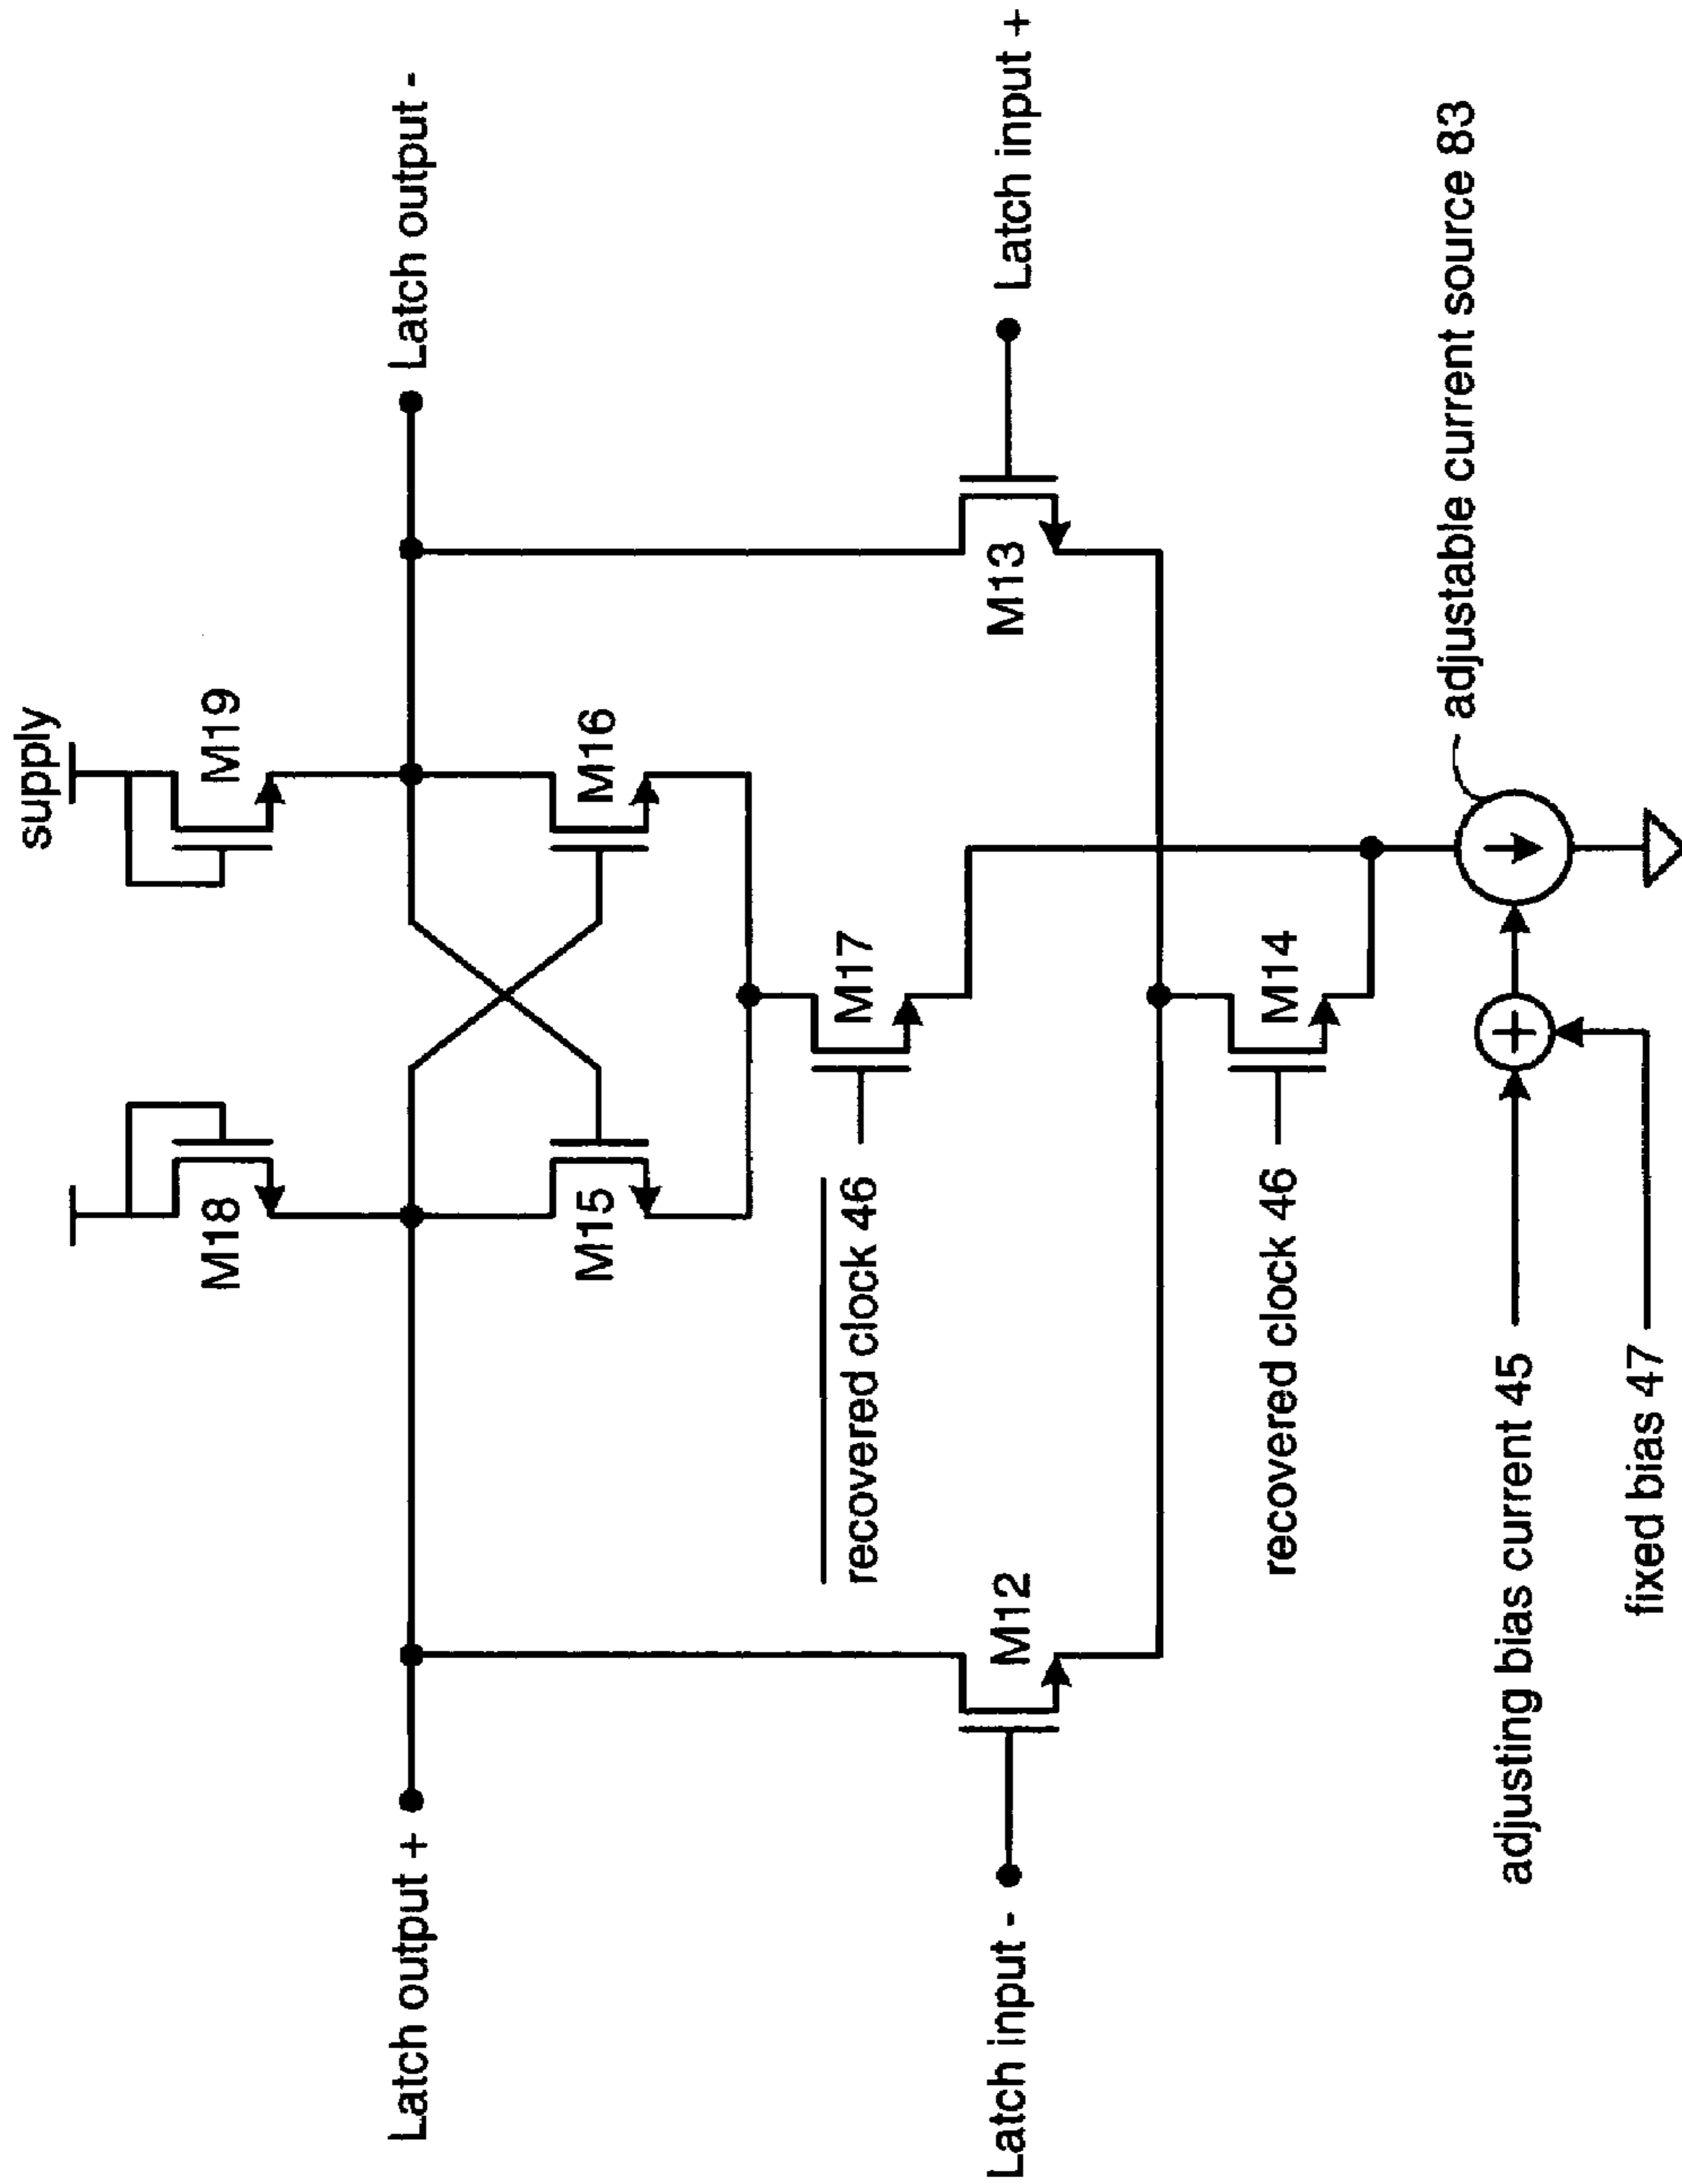 supply
M18
M19
Latch output +
Latch output -
M15
M16
recovered clock 46
M17
Latch input -
M12
M13
Latch input +
recovered clock 46
M14
adjusting bias current 45
+
adjustable current source 83
fixed bias 47